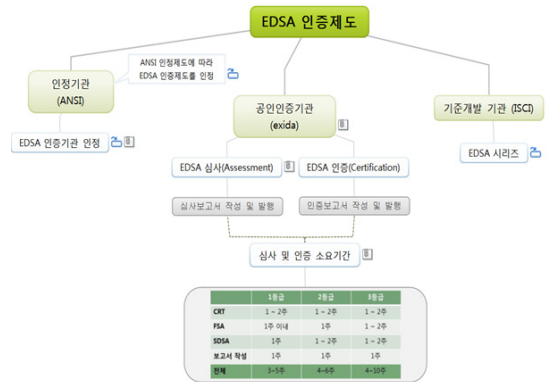 EDSA 인증제도
인정기관
(ANSI)
ANSI 인정제도에 따라
EDSA 인증제도를 인정
공인인증기관
(exida)
기준개발 기관 (ISCI)
EDSA 인증기관 인정
EDSA 심사(Assessment)
EDSA 인증(Certification)
EDSA 시리즈
심사보고서 작성 및 발행
인증보고서 작성 및 발행
심사 및 인증 소요기간
1등급 2등급 3등급
CRT 1 ~ 2주 1 ~ 2주 1 ~ 2주
FSA 1주 이내 1주 1 ~ 2주
SDSA 1주 1 ~ 2주 1 ~ 2주
보고서 작성 1주 1주 1주
전체 3~5주 4~6주 4~10주